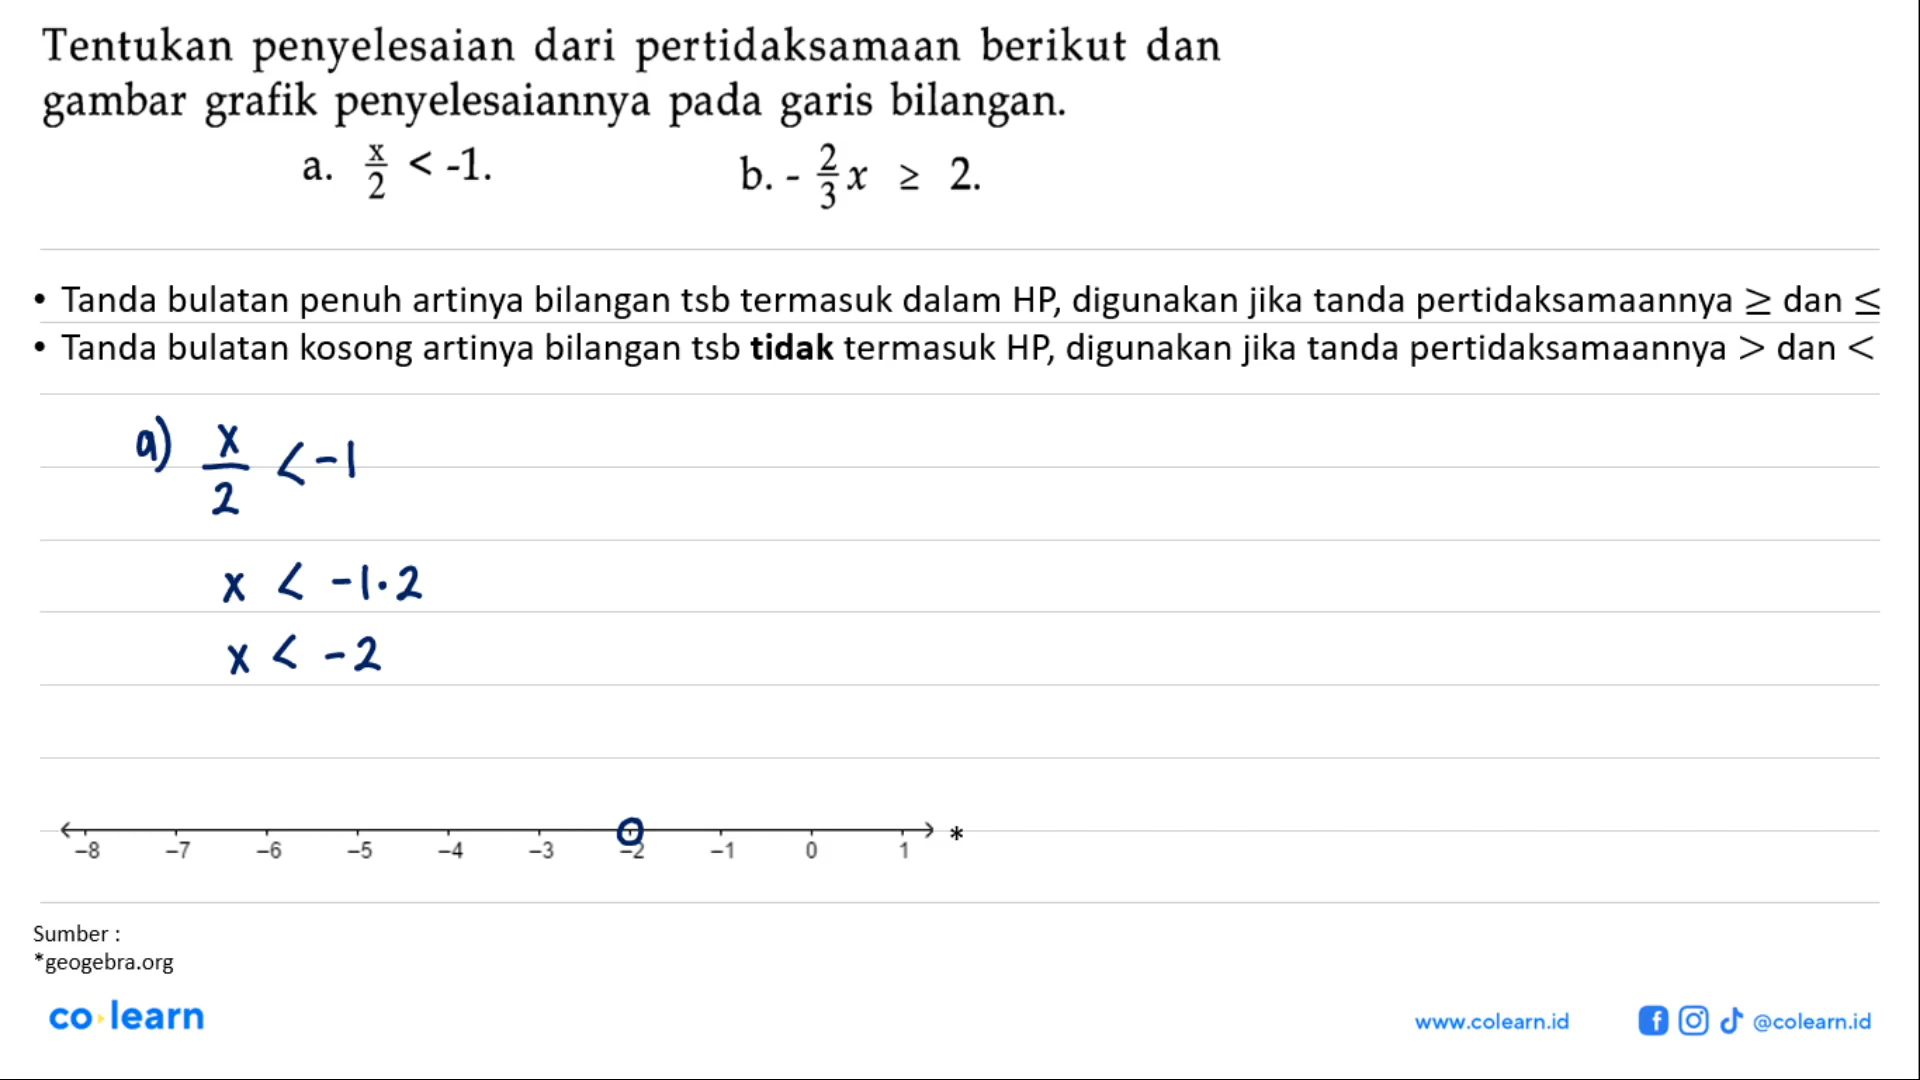 Tentukan penyelesaian dari pertidaksamaan berikut dan
gambar grafik penyelesaiannya pada garis bilangan.
a. x/2 < -1. b. - 2/3 x ≥ 2.
• Tanda bulatan penuh artinya bilangan tsb termasuk dalam HP, digunakan jika tanda pertidaksamaannya ≥ dan ≤
• Tanda bulatan kosong artinya bilangan tsb tidak termasuk HP, digunakan jika tanda pertidaksamaannya > dan <
a) x/2 < -1
x < -1·2
x < -2
-8 -7 -6 -5 -4 -3 -2 -1 0 1 *
Sumber :
*geogebra.org
co learn
www.colearn.id @colearn.id